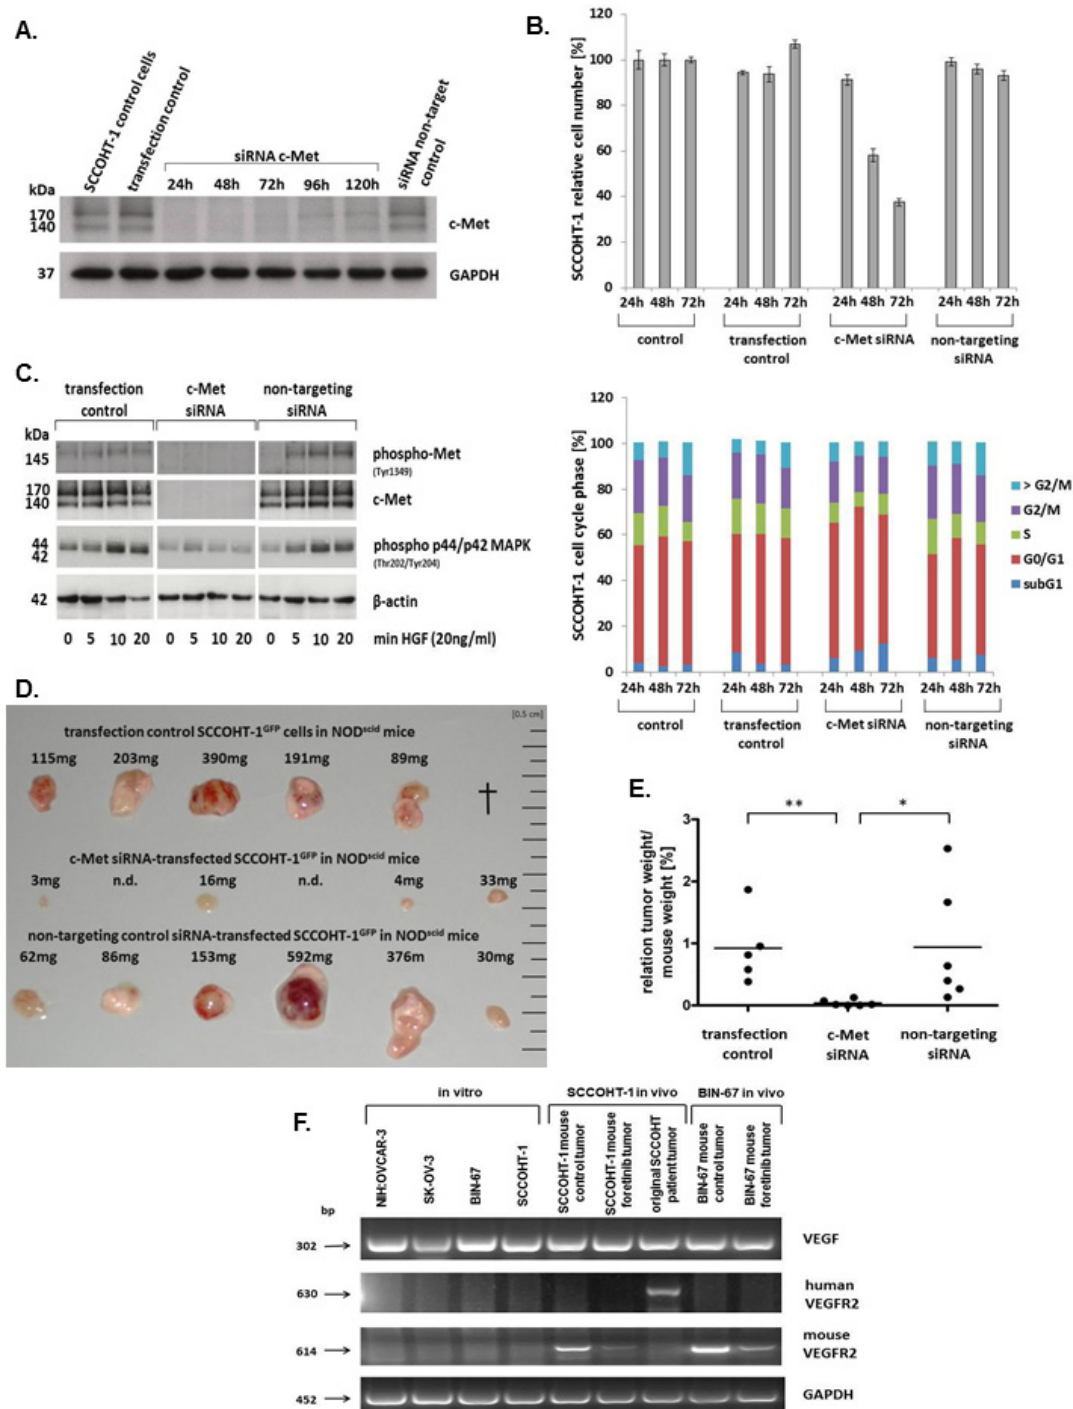 A.
SCCOHT-1 control cells
transfection control
siRNA c-Met
siRNA non-target
control
kDa
24h 48h 72h 96h 120h
170
140
c-Met
37
GAPDH
B.
SCCOHT-1 relative cell number [%]
120
100
80
60
40
20
0
24h 48h 72h 24h 48h 72h 24h 48h 72h 24h 48h 72h
control
transfection
control
c-Met siRNA
non-targeting
siRNA
C.
transfection
control
c-Met
siRNA
non-targeting
siRNA
kDa
145
phospho-Met
(Tyr1349)
170
140
c-Met
44
42
phospho p44/p42 MAPK
(Thr202/Tyr204)
42
β-actin
0 5 10 20 0 5 10 20 0 5 10 20 min HGF (20ng/ml)
SCCOHT-1 cell cycle phase [%]
120
100
80
60
40
20
0
> G2/M
G2/M
S
G0/G1
subG1
24h 48h 72h 24h 48h 72h 24h 48h 72h 24h 48h 72h
control
transfection
control
c-Met siRNA
non-targeting
siRNA
D.
[0.5 cm]
transfection control SCCOHT-1GFP cells in NODscid mice
115mg 203mg 390mg 191mg 89mg
c-Met siRNA-transfected SCCOHT-1GFP in NODscid mice
3mg n.d. 16mg n.d. 4mg 33mg
non-targeting control siRNA-transfected SCCOHT-1GFP in NODscid mice
62mg 86mg 153mg 592mg 376m 30mg
E.
relation tumor weight/
mouse weight [%]
** *
3
2
1
0
transfection
control
c-Met
siRNA
non-targeting
siRNA
F.
in vitro
SCCOHT-1 in vivo
BIN-67 in vivo
NIH:OVCAR-3
SK-OV-3
BIN-67
SCCOHT-1
SCCOHT-1 mouse
control tumor
SCCOHT-1 mouse
foretinib tumor
original SCCOHT
patient tumor
BIN-67 mouse
control tumor
BIN-67 mouse
foretinib tumor
bp
302
VEGF
630
human
VEGFR2
614
mouse
VEGFR2
452
GAPDH